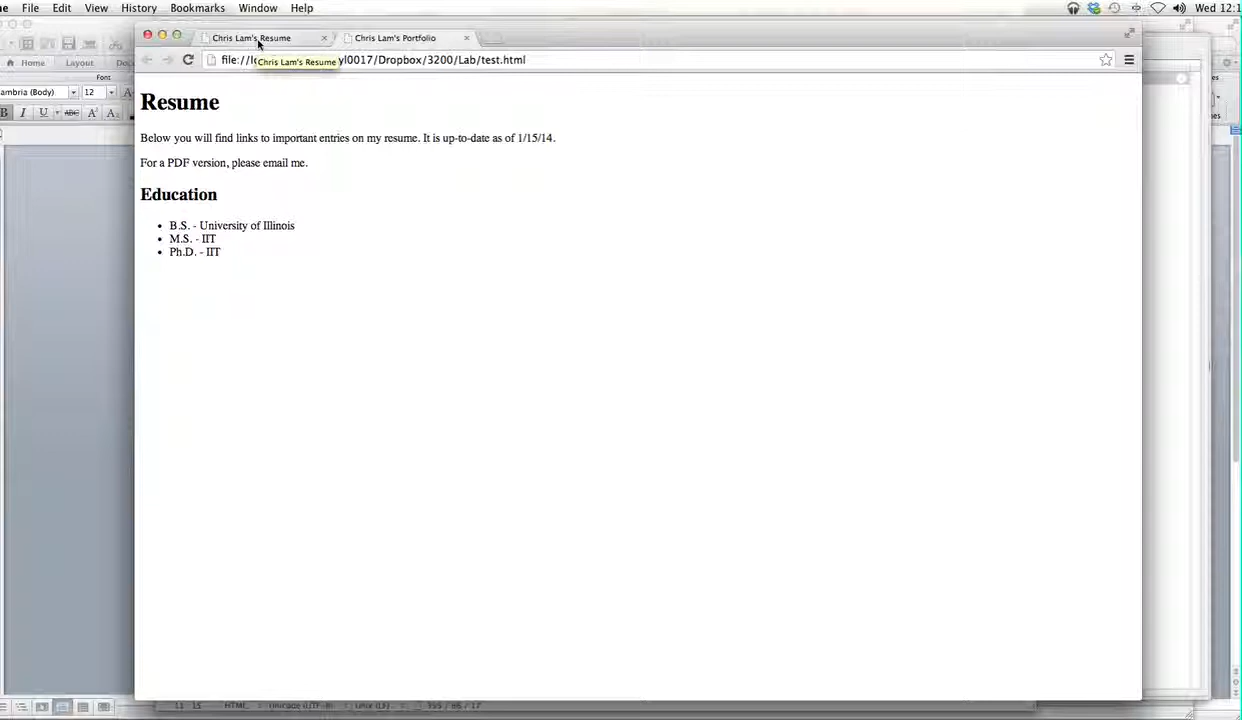 File Edit View History Bookmarks Window Help Wed 12:1
Chris Lam's Resume Chris Lam's Portfolio
Chris Lam's Resume
yl0017/Dropbox/3200/Lab/test.html
Home Layout
Font
ambria (Body) 12
B I U ABC A A
Resume
Below you will find links to important entries on my resume. It is up-to-date as of 1/15/14.
For a PDF version, please email me.
Education
• B.S. - University of Illinois
• M.S. - IIT
• Ph.D. - IIT